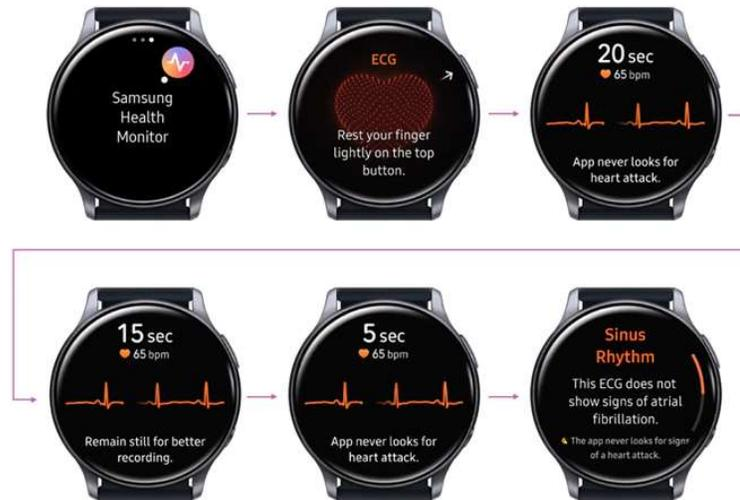 Samsung
Health
Monitor
ECG
Rest your finger
lightly on the top
button.
20 sec
65 bpm
App never looks for
heart attack.
15 sec
65 bpm
Remain still for better
recording.
5 sec
65 bpm
App never looks for
heart attack.
Sinus
Rhythm
This ECG does not
show signs of atrial
fibrillation.
The app never looks for signs
of a heart attack.